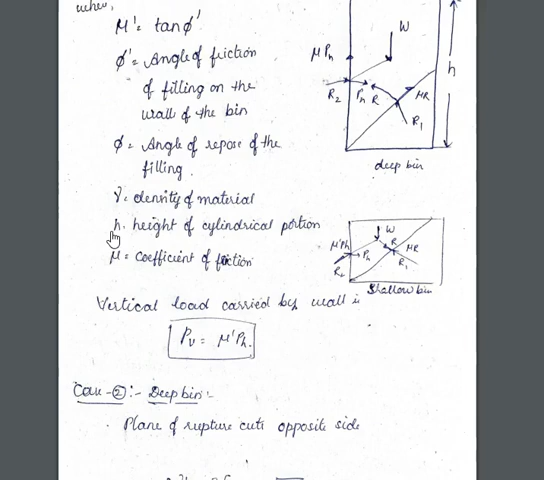 when,
μ' = tanφ'
φ' = Angle of friction
of filling on the
wall of the bin
φ = Angle of repose of the
filling.
γ = density of material
h. height of cylindrical portion
μ = coefficient of friction
W
μPh
h
R2
Ph
R
μR
R1
deep bin
W
μ'Ph
R
μR
Ph
R2
R1
Shallow bin
Vertical load carried by wall is
Pv = μ'Ph.
Case-②:- Deep bin:-
. Plane of rupture cuts opposite side